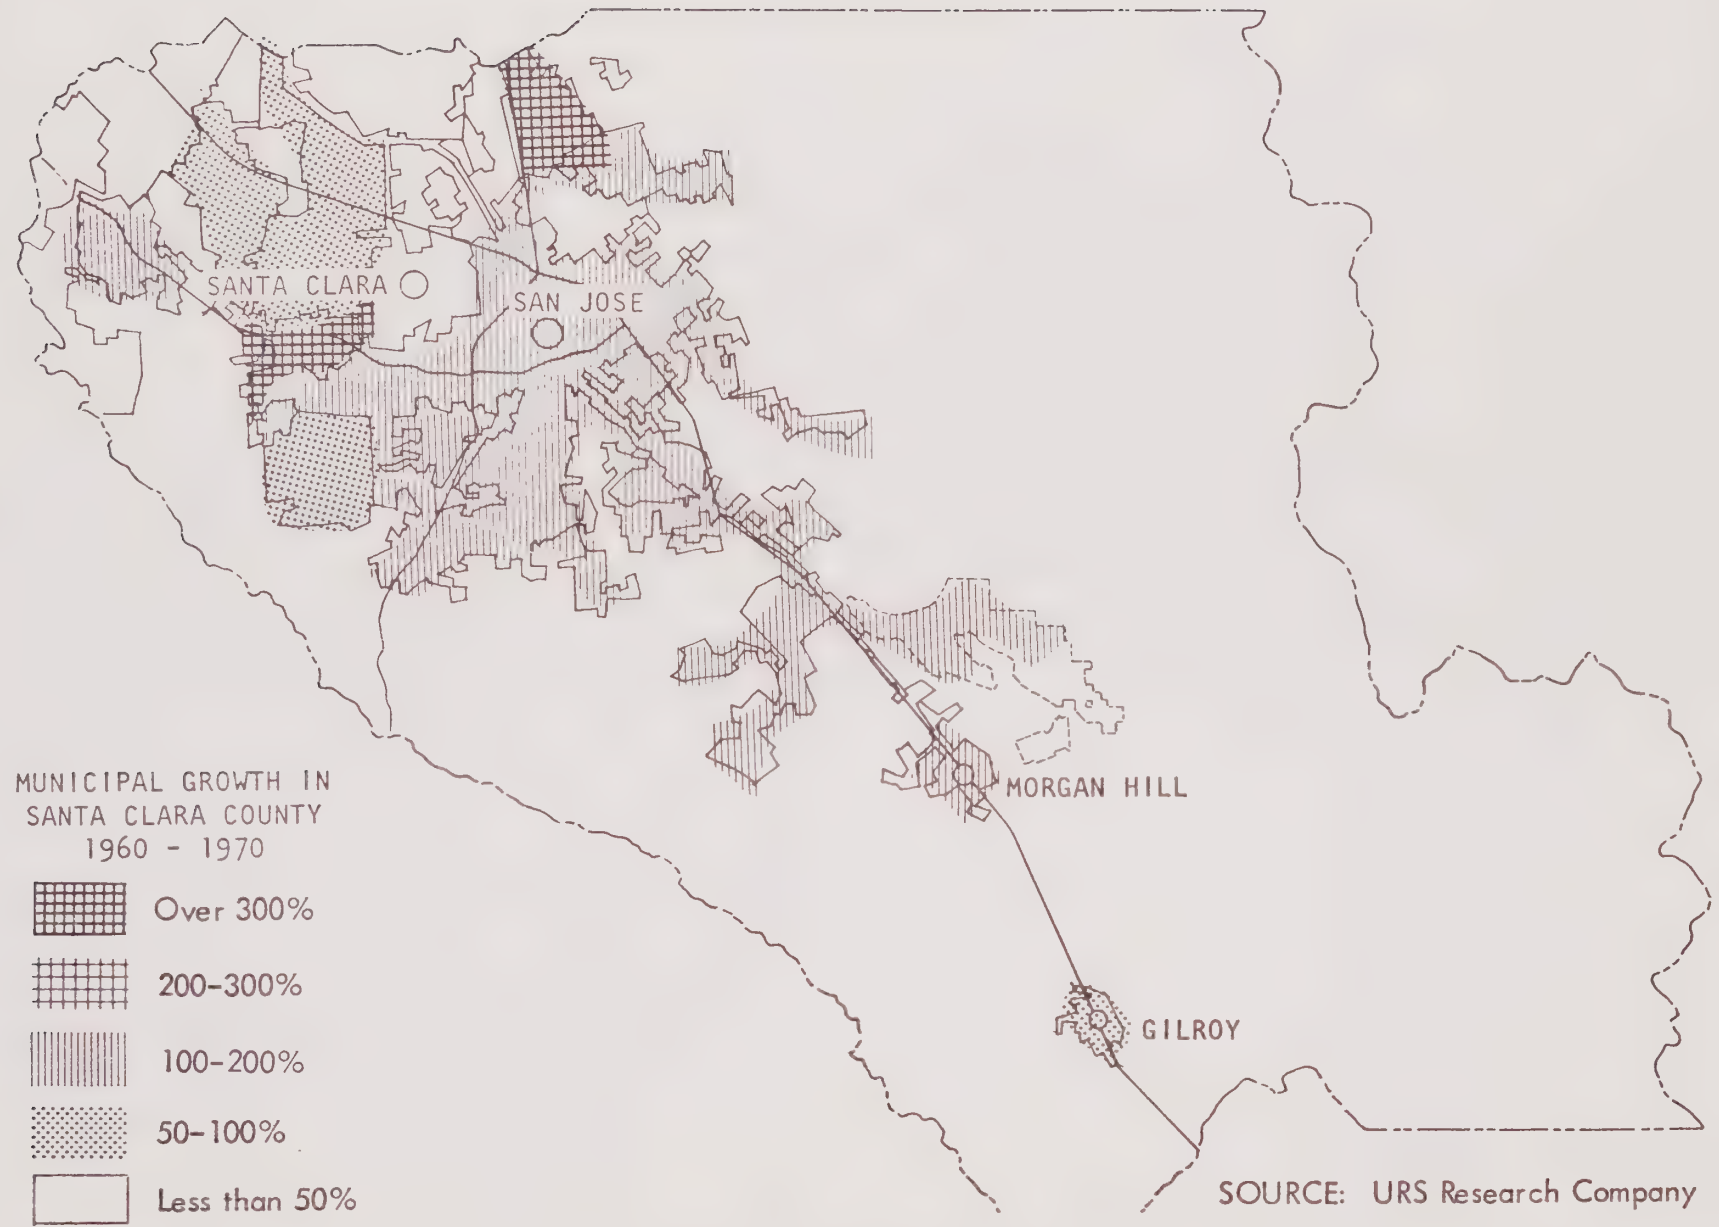 SANTA CLARA
SAN JOSE
MORGAN HILL
GILROY
MUNICIPAL GROWTH IN
SANTA CLARA COUNTY
1960 - 1970
Over 300%
200-300%
100-200%
50-100%
Less than 50%
SOURCE: URS Research Company